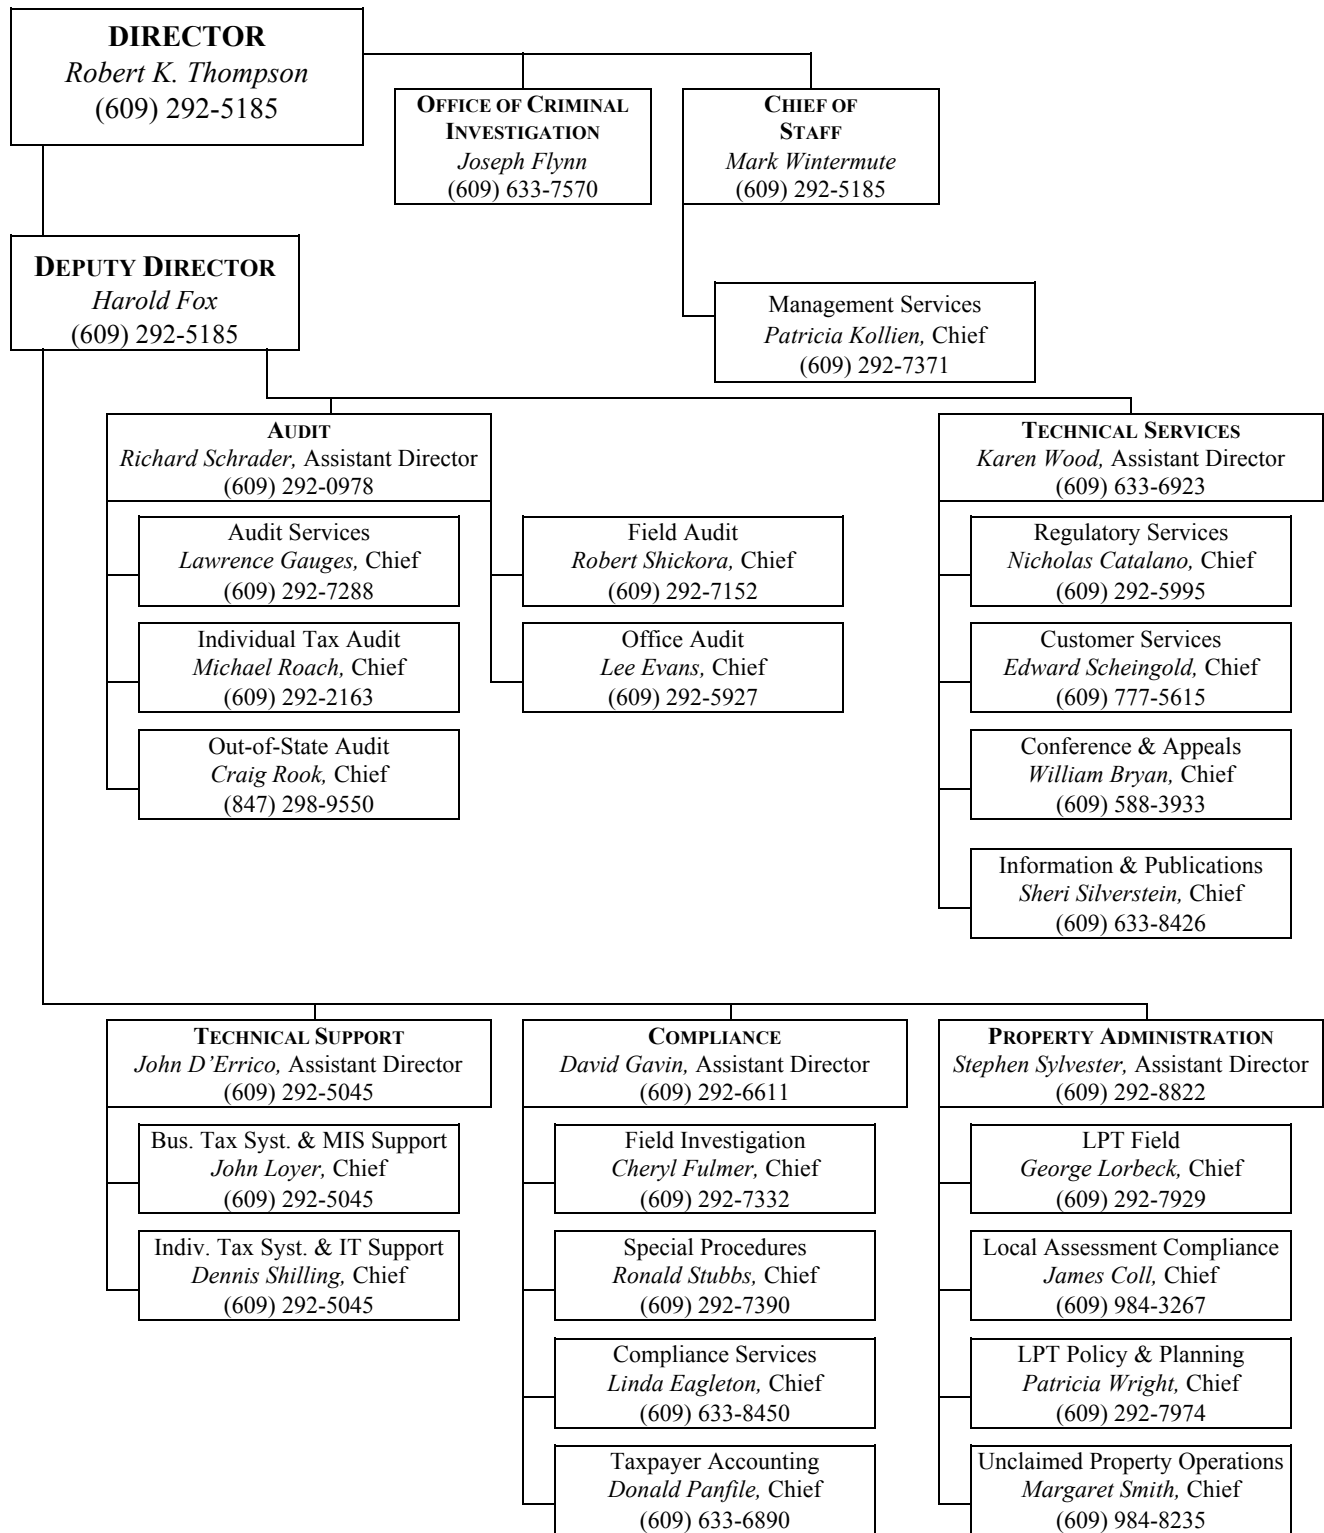 DIRECTOR
Robert K. Thompson
(609) 292-5185
OFFICE OF CRIMINAL
INVESTIGATION
Joseph Flynn
(609) 633-7570
CHIEF OF
STAFF
Mark Wintermute
(609) 292-5185
DEPUTY DIRECTOR
Harold Fox
(609) 292-5185
Management Services
Patricia Kollien, Chief
(609) 292-7371
AUDIT
Richard Schrader, Assistant Director
(609) 292-0978
Audit Services
Lawrence Gauges, Chief
(609) 292-7288
Individual Tax Audit
Michael Roach, Chief
(609) 292-2163
Out-of-State Audit
Craig Rook, Chief
(847) 298-9550
Field Audit
Robert Shickora, Chief
(609) 292-7152
Office Audit
Lee Evans, Chief
(609) 292-5927
TECHNICAL SERVICES
Karen Wood, Assistant Director
(609) 633-6923
Regulatory Services
Nicholas Catalano, Chief
(609) 292-5995
Customer Services
Edward Scheingold, Chief
(609) 777-5615
Conference & Appeals
William Bryan, Chief
(609) 588-3933
Information & Publications
Sheri Silverstein, Chief
(609) 633-8426
TECHNICAL SUPPORT
John D’Errico, Assistant Director
(609) 292-5045
Bus. Tax Syst. & MIS Support
John Loyer, Chief
(609) 292-5045
Indiv. Tax Syst. & IT Support
Dennis Shilling, Chief
(609) 292-5045
COMPLIANCE
David Gavin, Assistant Director
(609) 292-6611
Field Investigation
Cheryl Fulmer, Chief
(609) 292-7332
Special Procedures
Ronald Stubbs, Chief
(609) 292-7390
Compliance Services
Linda Eagleton, Chief
(609) 633-8450
Taxpayer Accounting
Donald Panfile, Chief
(609) 633-6890
PROPERTY ADMINISTRATION
Stephen Sylvester, Assistant Director
(609) 292-8822
LPT Field
George Lorbeck, Chief
(609) 292-7929
Local Assessment Compliance
James Coll, Chief
(609) 984-3267
LPT Policy & Planning
Patricia Wright, Chief
(609) 292-7974
Unclaimed Property Operations
Margaret Smith, Chief
(609) 984-8235